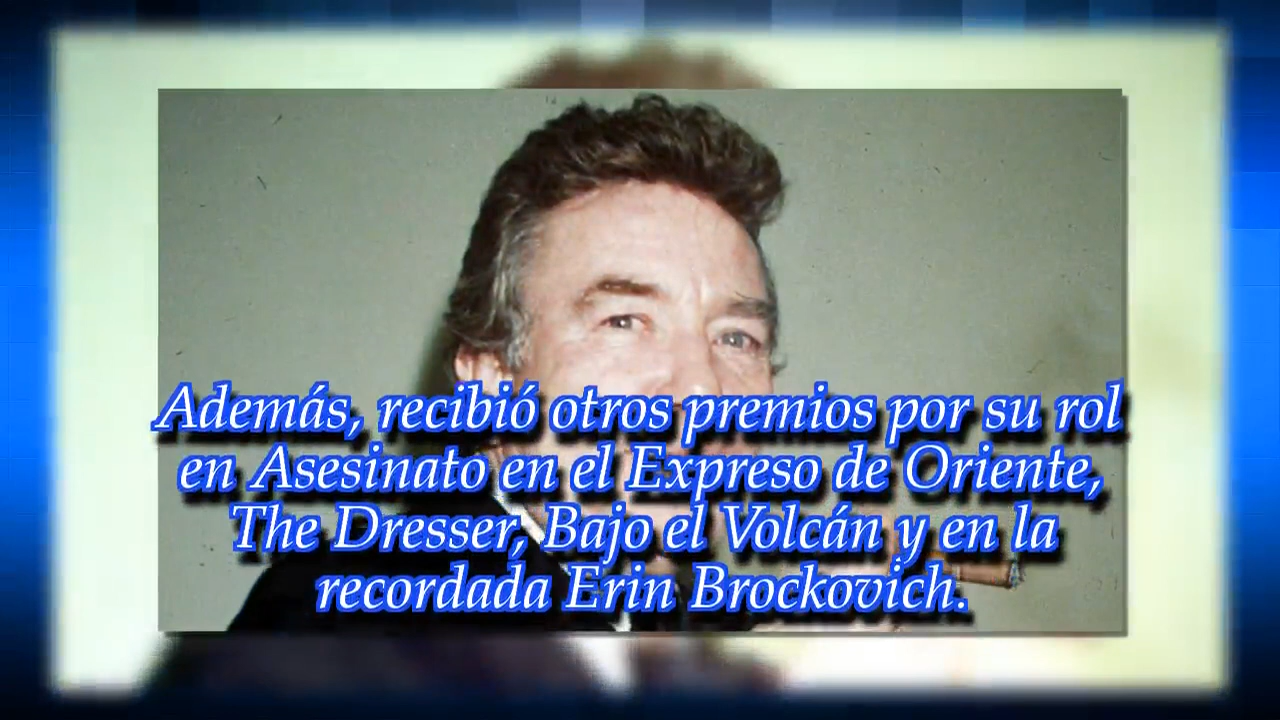 Además, recibió otros premios por su rol
en Asesinato en el Expreso de Oriente,
The Dresser, Bajo el Volcán y en la
recordada Erin Brockovich.